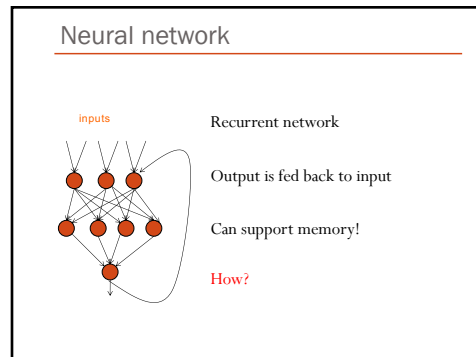 Neural network
inputs
Recurrent network
Output is fed back to input
Can support memory!
How?